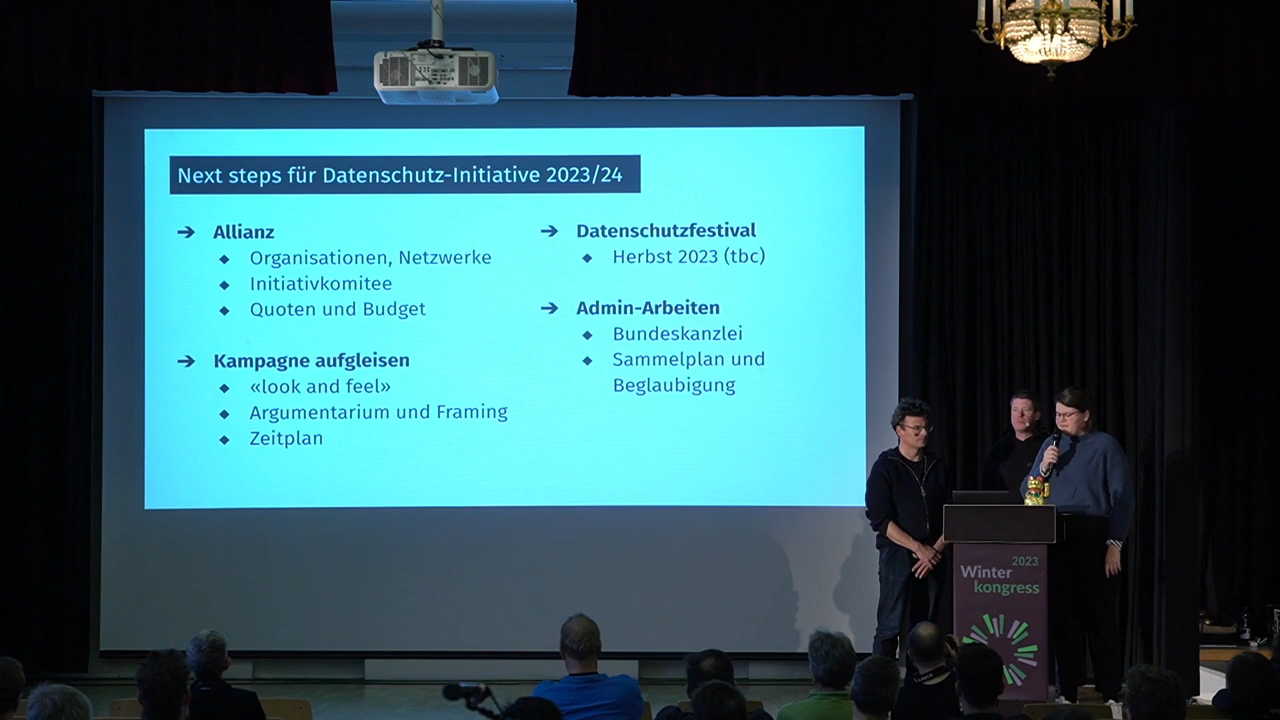 Next steps für Datenschutz-Initiative 2023/24
➔ Allianz
◆ Organisationen, Netzwerke
◆ Initiativkomitee
◆ Quoten und Budget
➔ Kampagne aufgleisen
◆ «look and feel»
◆ Argumentarium und Framing
◆ Zeitplan
➔ Datenschutzfestival
◆ Herbst 2023 (tbc)
➔ Admin-Arbeiten
◆ Bundeskanzlei
◆ Sammelplan und
Beglaubigung
2023
Winter
kongress